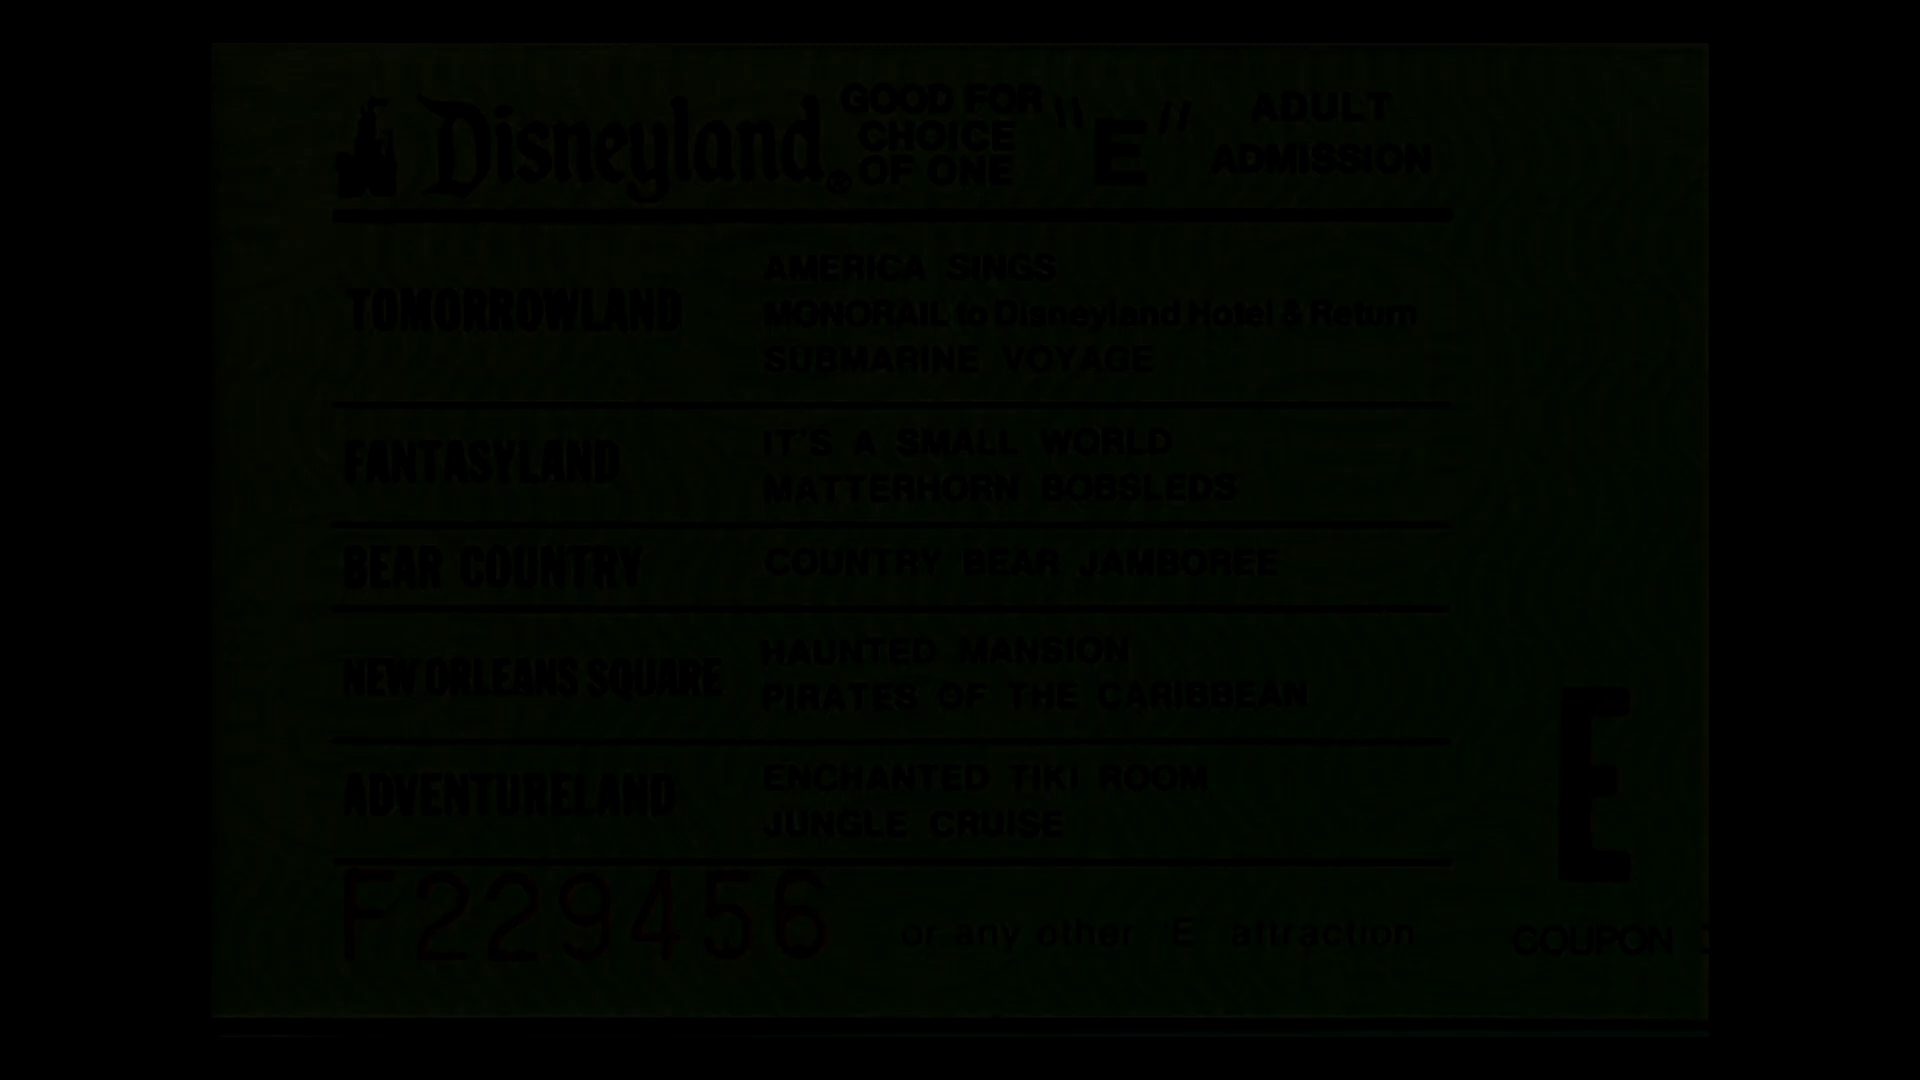 Disneyland® GOOD FOR CHOICE OF ONE "E" ADULT ADMISSION
TOMORROWLAND
AMERICA SINGS
MONORAIL to Disneyland Hotel & Return
SUBMARINE VOYAGE
FANTASYLAND
IT'S A SMALL WORLD
MATTERHORN BOBSLEDS
BEAR COUNTRY
COUNTRY BEAR JAMBOREE
NEW ORLEANS SQUARE
HAUNTED MANSION
PIRATES OF THE CARIBBEAN
ADVENTURELAND
ENCHANTED TIKI ROOM
JUNGLE CRUISE
F229456
or any other "E" attraction
E
COUPON